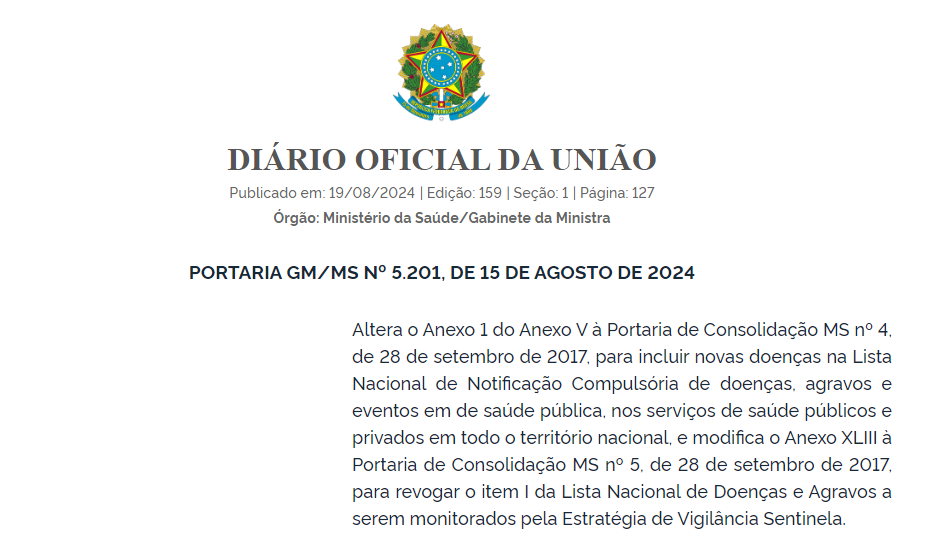 DIÁRIO OFICIAL DA UNIÃO
Publicado em: 19/08/2024 | Edição: 159 | Seção: 1 | Página: 127
Órgão: Ministério da Saúde/Gabinete da Ministra
PORTARIA GM/MS Nº 5.201, DE 15 DE AGOSTO DE 2024
Altera o Anexo 1 do Anexo V à Portaria de Consolidação MS nº 4,
de 28 de setembro de 2017, para incluir novas doenças na Lista
Nacional de Notificação Compulsória de doenças, agravos e
eventos em de saúde pública, nos serviços de saúde públicos e
privados em todo o território nacional, e modifica o Anexo XLIII à
Portaria de Consolidação MS nº 5, de 28 de setembro de 2017,
para revogar o item I da Lista Nacional de Doenças e Agravos a
serem monitorados pela Estratégia de Vigilância Sentinela.